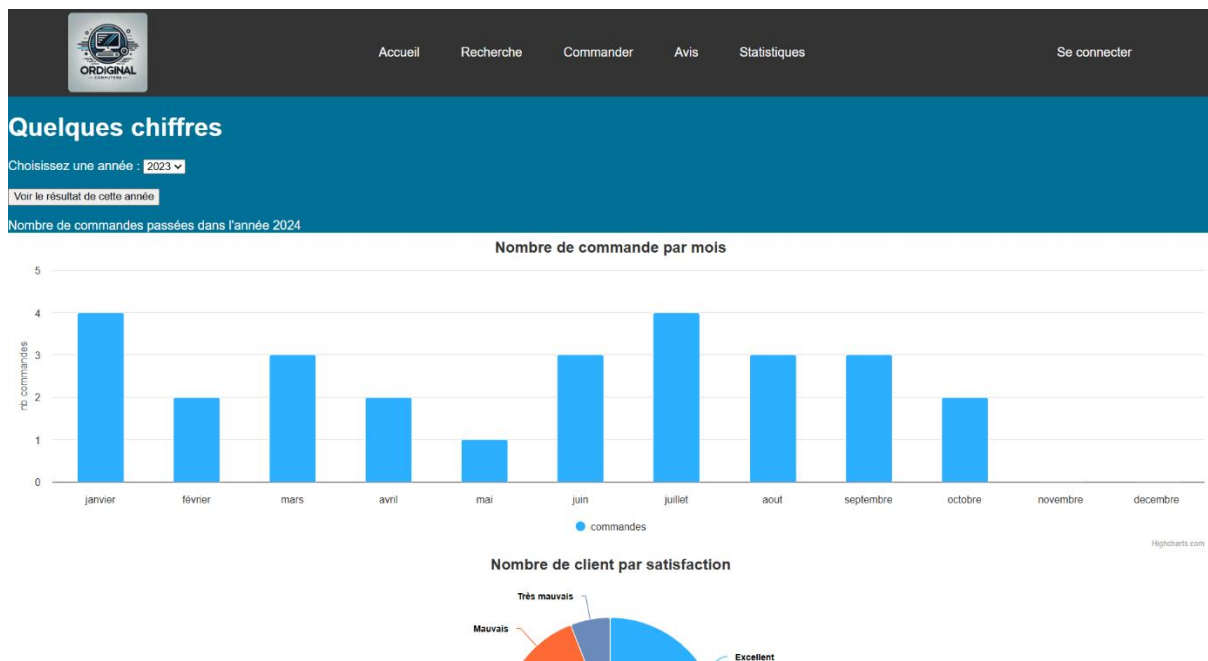 ORDIGINAL
COMPUTERS
Accueil Recherche Commander Avis Statistiques Se connecter
Quelques chiffres
Choisissez une année : 2023
Voir le résultat de cette année
Nombre de commandes passées dans l'année 2024
Nombre de commande par mois
nb commandes
5
4
3
2
1
0
janvier février mars avril mai juin juillet aout septembre octobre novembre decembre
commandes
Highcharts.com
Nombre de client par satisfaction
Très mauvais
Mauvais
Excellent